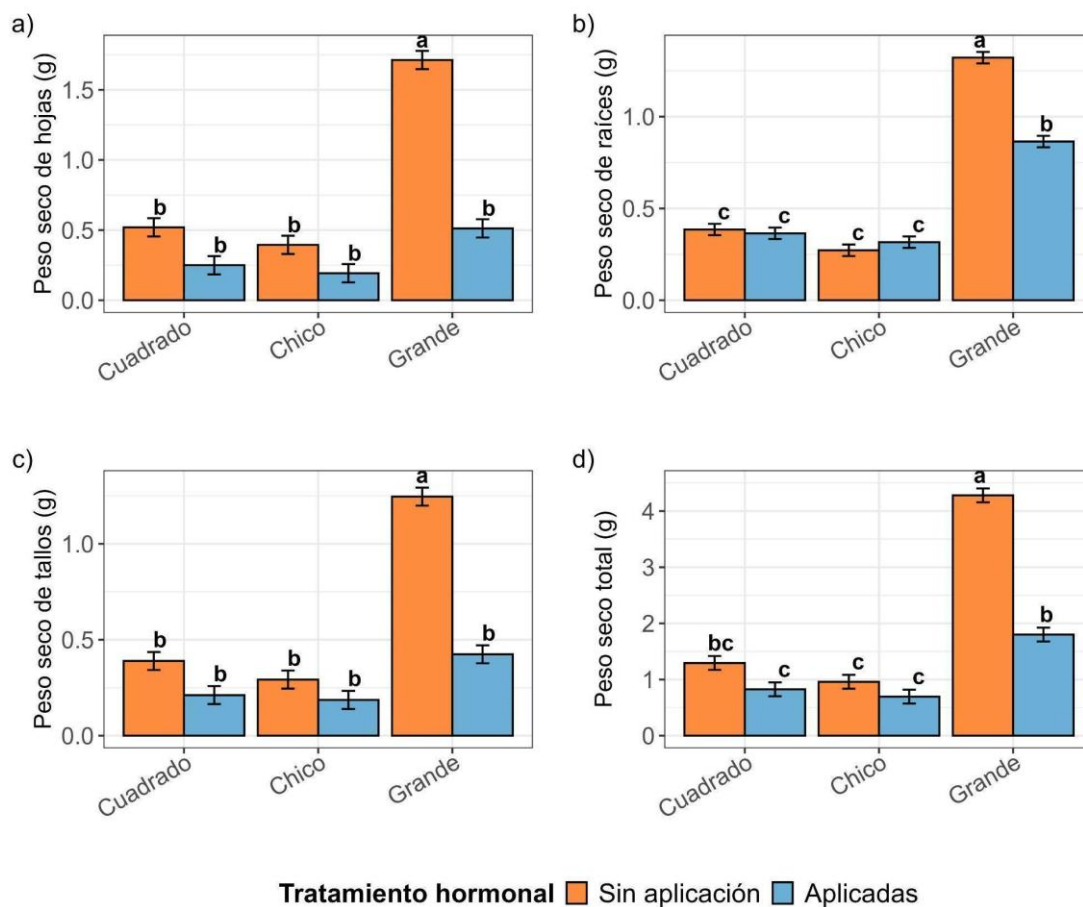 a)
Peso seco de hojas (g)
1.5
1.0
0.5
0.0
b
b
b
b
a
b
Cuadrado
Chico
Grande
b)
Peso seco de raíces (g)
1.0
0.5
0.0
c
c
c
c
a
b
Cuadrado
Chico
Grande
c)
Peso seco de tallos (g)
1.0
0.5
0.0
b
b
b
b
a
b
Cuadrado
Chico
Grande
d)
Peso seco total (g)
4
3
2
1
0
bc
c
c
c
a
b
Cuadrado
Chico
Grande
Tratamiento hormonal Sin aplicación Aplicadas